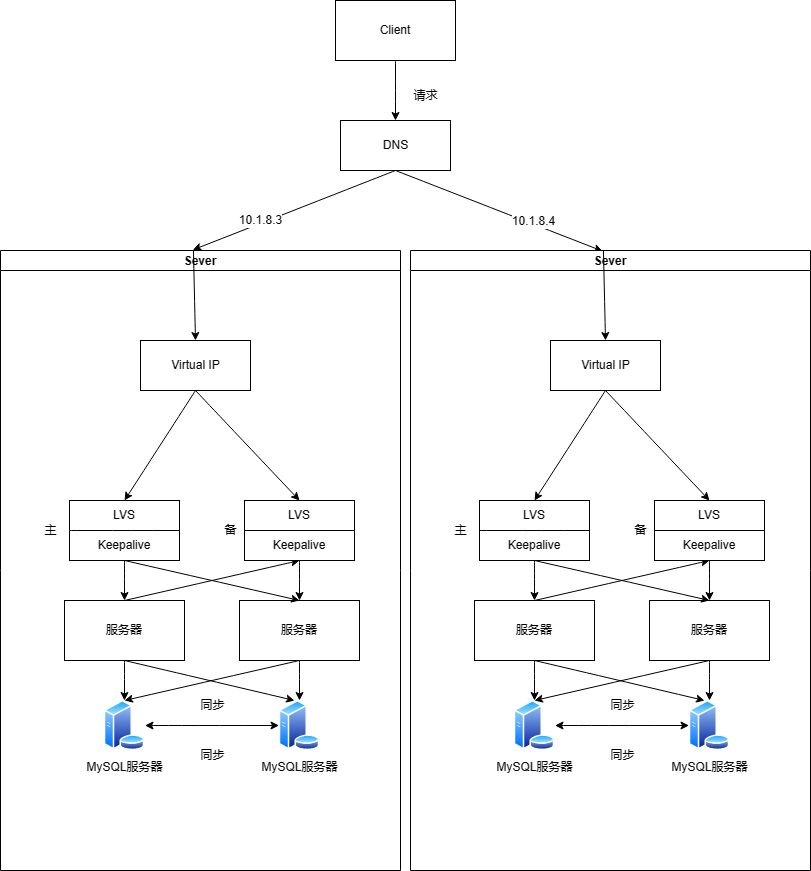 Client
请求
DNS
10.1.8.3
10.1.8.4
Sever
Sever
Virtual IP
Virtual IP
主
LVS
Keepalive
备
LVS
Keepalive
主
LVS
Keepalive
备
LVS
Keepalive
服务器
服务器
服务器
服务器
同步
同步
同步
同步
MySQL服务器
MySQL服务器
MySQL服务器
MySQL服务器